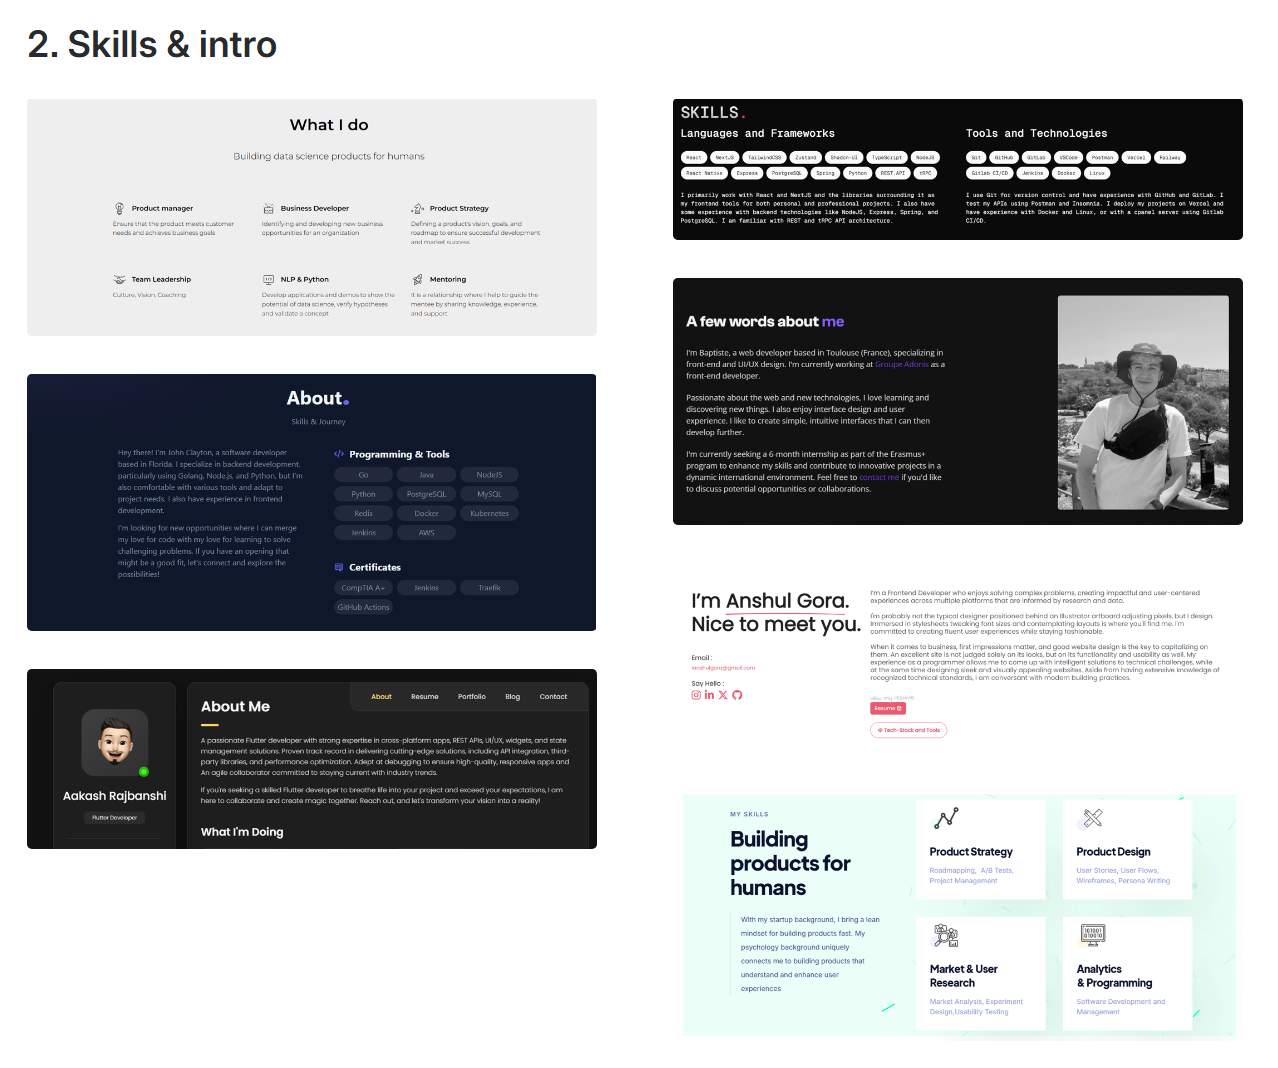 2. Skills & intro
What I do
Building data science products for humans
Product manager
Ensure that the product meets customer
needs and achieves business goals
Business Developer
Identifying and developing new business
opportunities for an organization
Product Strategy
Defining a product's vision, goals, and
roadmap to ensure successful development
and market success
Team Leadership
Culture, Vision, Coaching
NLP & Python
Develop applications and demos to show the
potential of data science, verify hypotheses
and validate a concept
Mentoring
It is a relationship where I help to guide the
mentee by sharing knowledge, experience,
and support
About.
Skills & Journey
Hey there! I'm John Clayton, a software developer
based in Florida. I specialize in backend development,
particularly using Golang, Node.js, and Python, but I'm
also comfortable with various tools and adapt to
project needs. I also have experience in frontend
development.
I'm looking for new opportunities where I can merge
my love for code with my love for learning to solve
challenging problems. If you have an opening that
might be a good fit, let's connect and explore the
possibilities!
</> Programming & Tools
Go Java NodeJS
Python PostgreSQL MySQL
Redis Docker Kubernetes
Jenkins AWS
Certificates
CompTIA A+ Jenkins Traefik
GitHub Actions
Aakash Rajbanshi
Flutter Developer
About Resume Portfolio Blog Contact
About Me
A passionate Flutter developer with strong expertise in cross-platform apps, REST APIs, UI/UX, widgets, and state
management solutions. Proven track record in delivering cutting-edge solutions, including API integration, third-
party libraries, and performance optimization. Adept at debugging to ensure high-quality, responsive apps and
An agile collaborator committed to staying current with industry trends.
If you're seeking a skilled Flutter developer to breathe life into your project and exceed your expectations, I am
here to collaborate and create magic together. Reach out, and let's transform your vision into a reality!
What I'm Doing
SKILLS.
Languages and Frameworks
React NextJS TailwindCSS Zustand Shadcn-UI TypeScript NodeJS
React Native Express PostgreSQL Spring Python REST.API tRPC
I primarily work with React and NextJS and the libraries surrounding it as
my frontend tools for both personal and professional projects. I also have
some experience with backend technologies like NodeJS, Express, Spring, and
PostgreSQL. I am familiar with REST and tRPC API architecture.
Tools and Technologies
Git GitHub GitLab VSCode Postman Vercel Railway
Gitlab CI/CD Jenkins Docker Linux
I use Git for version control and have experience with GitHub and GitLab. I
test my APIs using Postman and Insomnia. I deploy my projects on Vercel and
have experience with Docker and Linux, or with a cpanel server using Gitlab
CI/CD.
A few words about me
I'm Baptiste, a web developer based in Toulouse (France), specializing in
front-end and UI/UX design. I'm currently working at Groupe Adonis as a
front-end developer.
Passionate about the web and new technologies, I love learning and
discovering new things. I also enjoy interface design and user
experience. I like to create simple, intuitive interfaces that I can then
develop further.
I'm currently seeking a 6-month internship as part of the Erasmus+
program to enhance my skills and contribute to innovative projects in a
dynamic international environment. Feel free to contact me if you'd like
to discuss potential opportunities or collaborations.
I'm Anshul Gora.
Nice to meet you.
Email :
ianshulgora@gmail.com
Say Hello :
I'm a Frontend Developer who enjoys solving complex problems, creating impactful and user-centered
experiences across multiple platforms that are informed by research and data.
I'm probably not the typical designer positioned behind an Illustrator artboard adjusting pixels, but I design.
Immersed in stylesheets tweaking font sizes and contemplating layouts is where you'll find me. I'm
committed to creating fluent user experiences while staying fashionable.
When it comes to business, first impressions matter, and good website design is the key to capitalizing on
them. An excellent site is not judged solely on its looks, but on its functionality and usability as well. My
experience as a programmer allows me to come up with intelligent solutions to technical challenges, while
at the same time designing sleek and visually appealing websites. Aside from having extensive knowledge of
recognized technical standards, I am conversant with modern building practices.
view my resume
Resume
Tech-Stack and Tools
MY SKILLS
Building
products for
humans
With my startup background, I bring a lean
mindset for building products fast. My
psychology background uniquely
connects me to building products that
understand and enhance user
experiences
Product Strategy
Roadmapping, A/B Tests,
Project Management
Product Design
User Stories, User Flows,
Wireframes, Persona Writing
Market & User
Research
Market Analysis, Experiment
Design,Usability Testing
101001
010010
Analytics
& Programming
Software Development and
Management